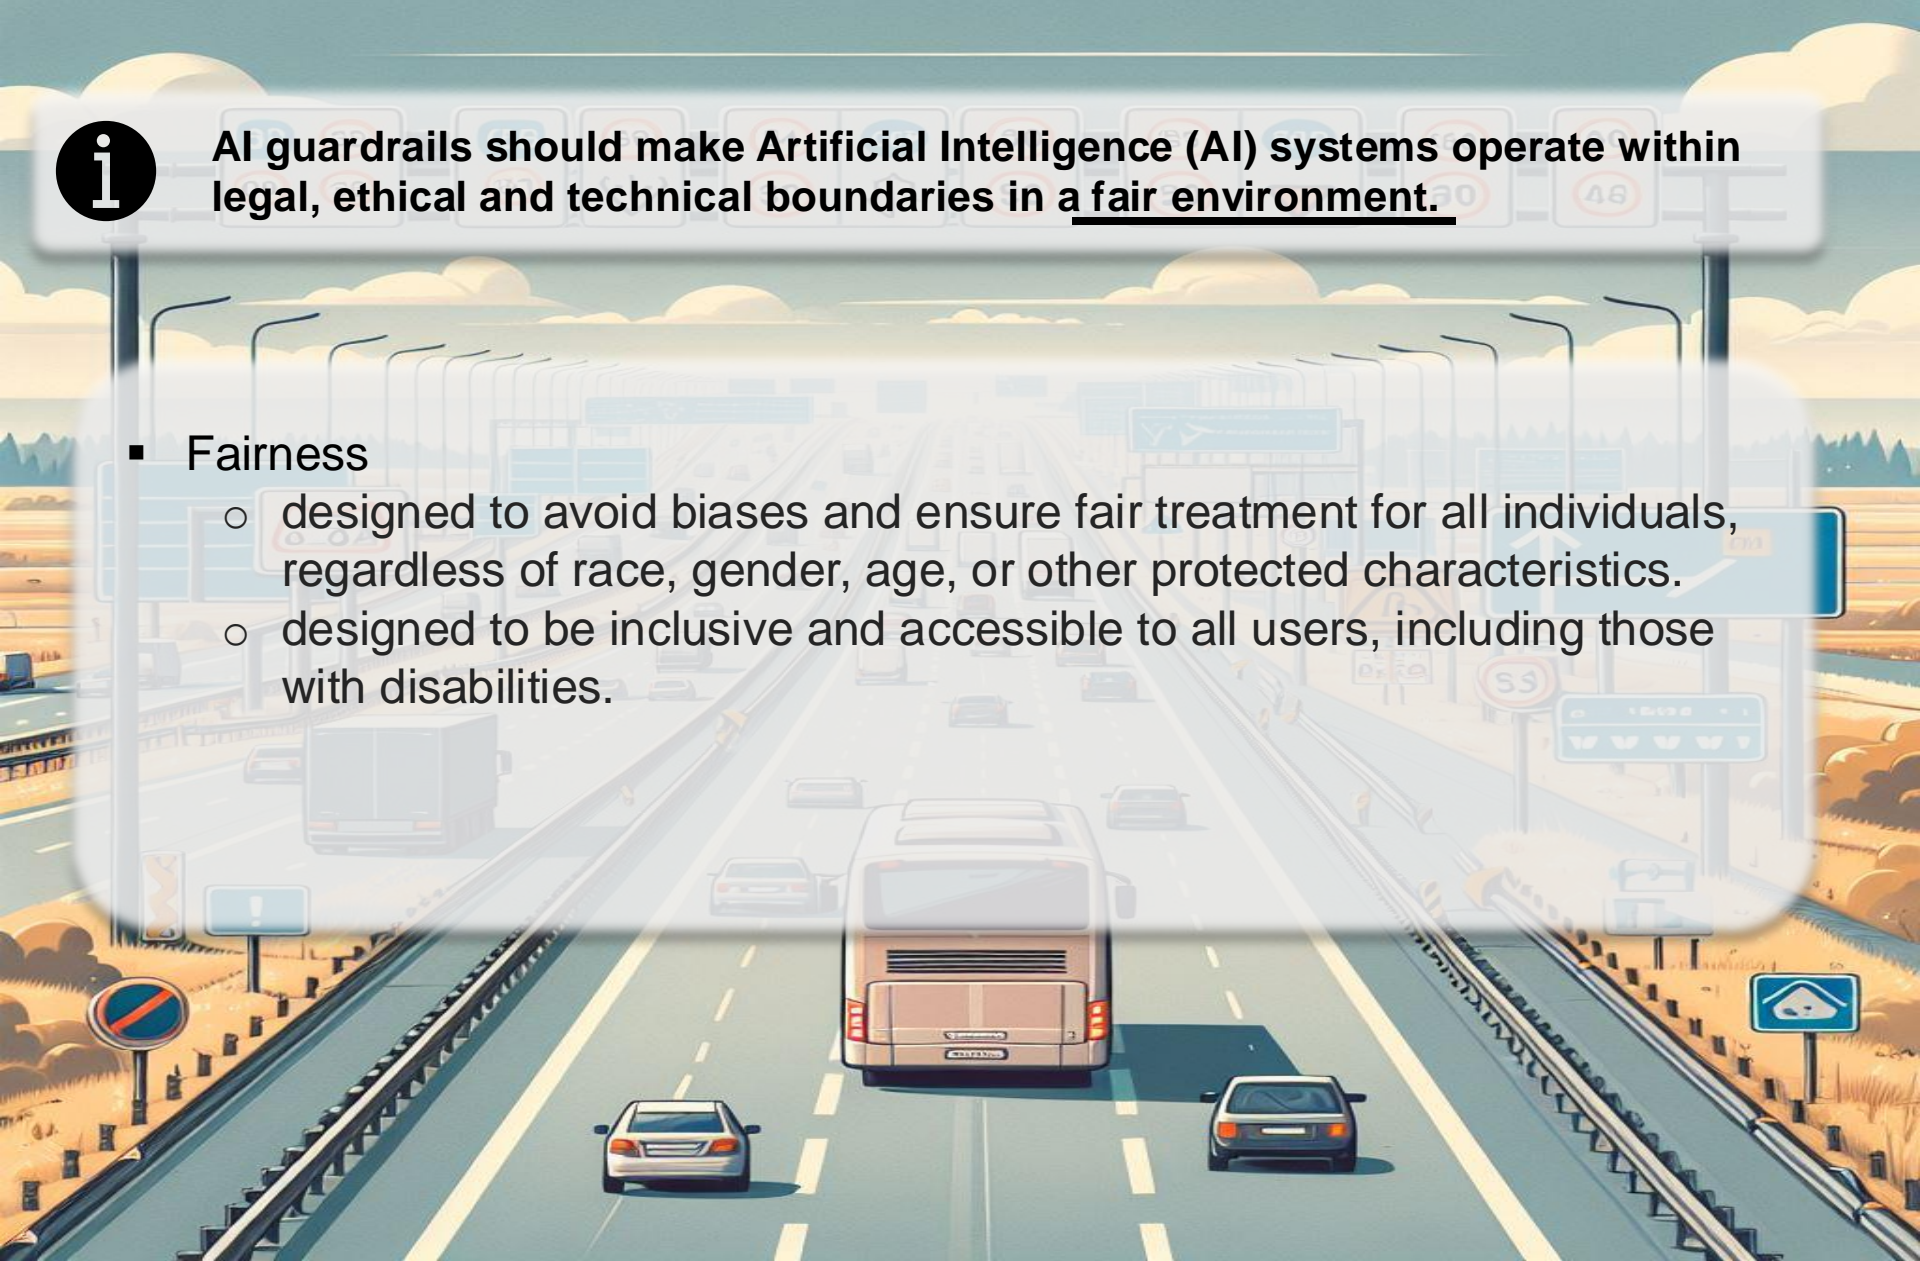 AI guardrails should make Artificial Intelligence (AI) systems operate within
legal, ethical and technical boundaries in a fair environment.
▪ Fairness
o designed to avoid biases and ensure fair treatment for all individuals,
regardless of race, gender, age, or other protected characteristics.
o designed to be inclusive and accessible to all users, including those
with disabilities.